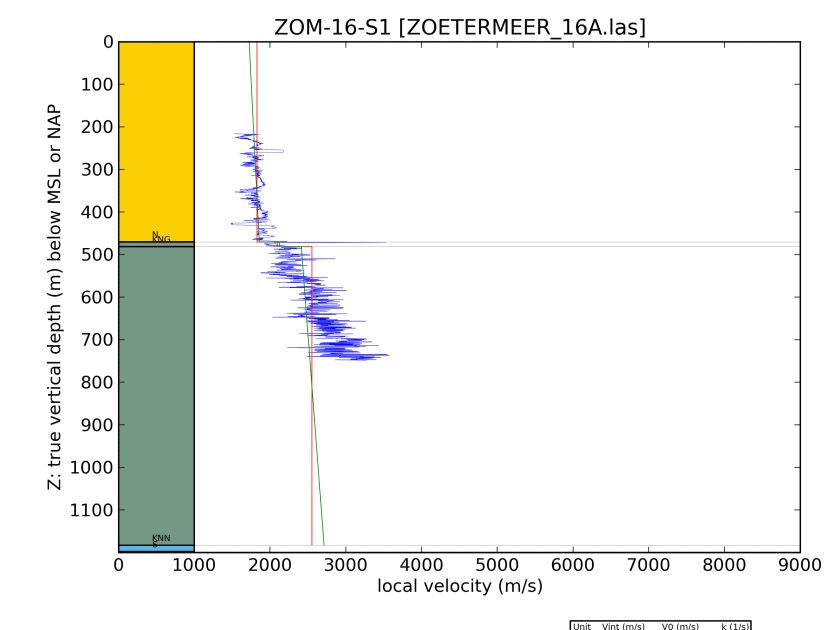 ZOM-16-S1 [ZOETERMEER_16A.las]
Z: true vertical depth (m) below MSL or NAP
0
100
200
300
400
500
600
700
800
900
1000
1100
N
KNG
KNN
S
0 1000 2000 3000 4000 5000 6000 7000 8000 9000
local velocity (m/s)
Unit Vint (m/s) V0 (m/s) k (1/s)